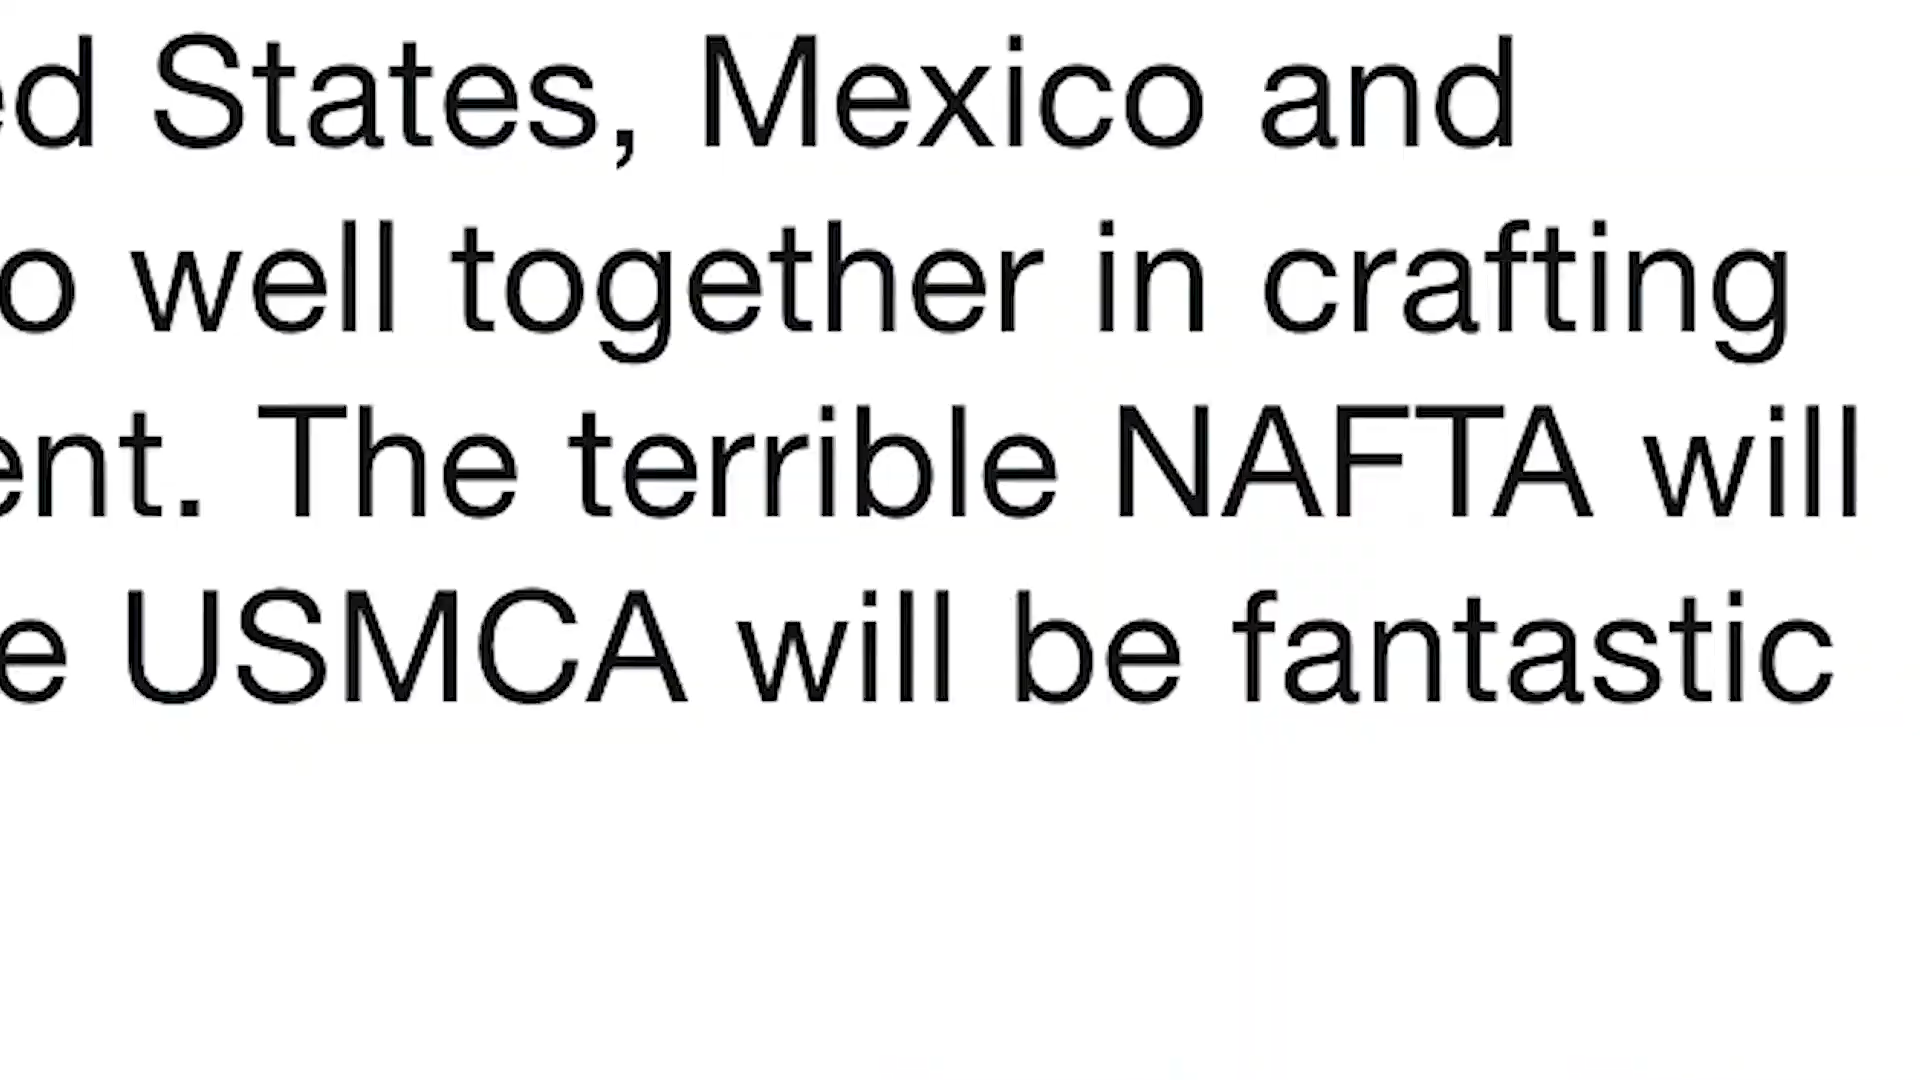 ed States, Mexico and
o well together in crafting
ent. The terrible NAFTA will
e USMCA will be fantastic